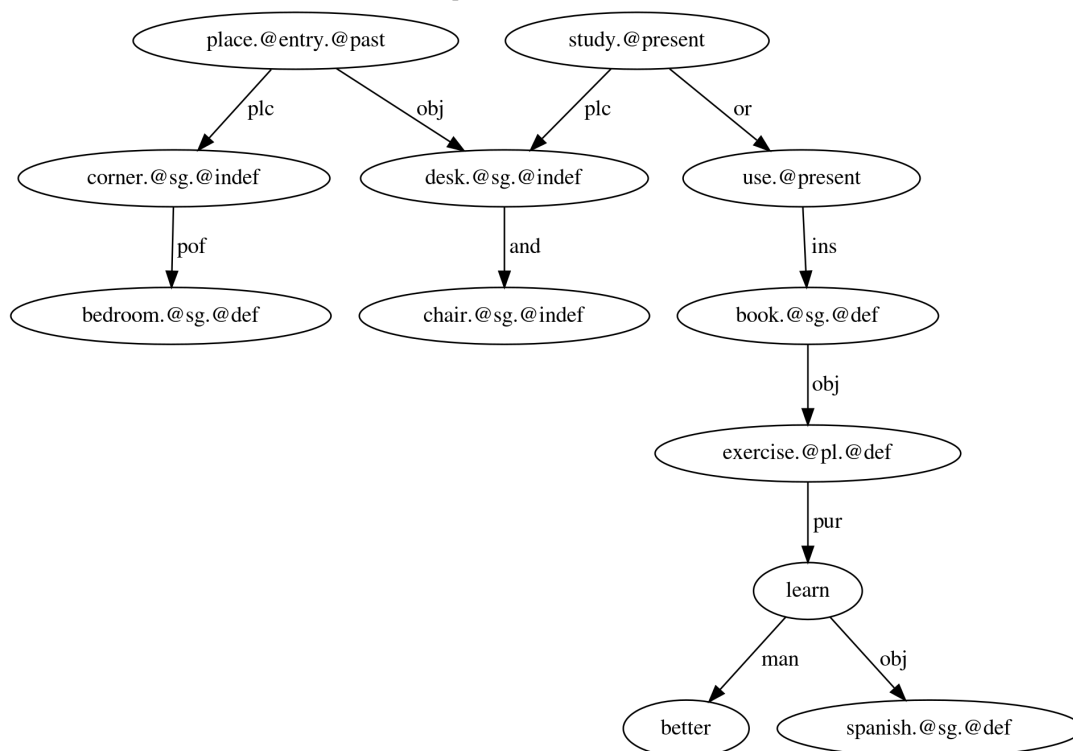 place.@entry.@past
study.@present
plc
obj
plc
or
corner.@sg.@indef
desk.@sg.@indef
use.@present
pof
and
ins
bedroom.@sg.@def
chair.@sg.@indef
book.@sg.@def
obj
exercise.@pl.@def
pur
learn
man
obj
better
spanish.@sg.@def